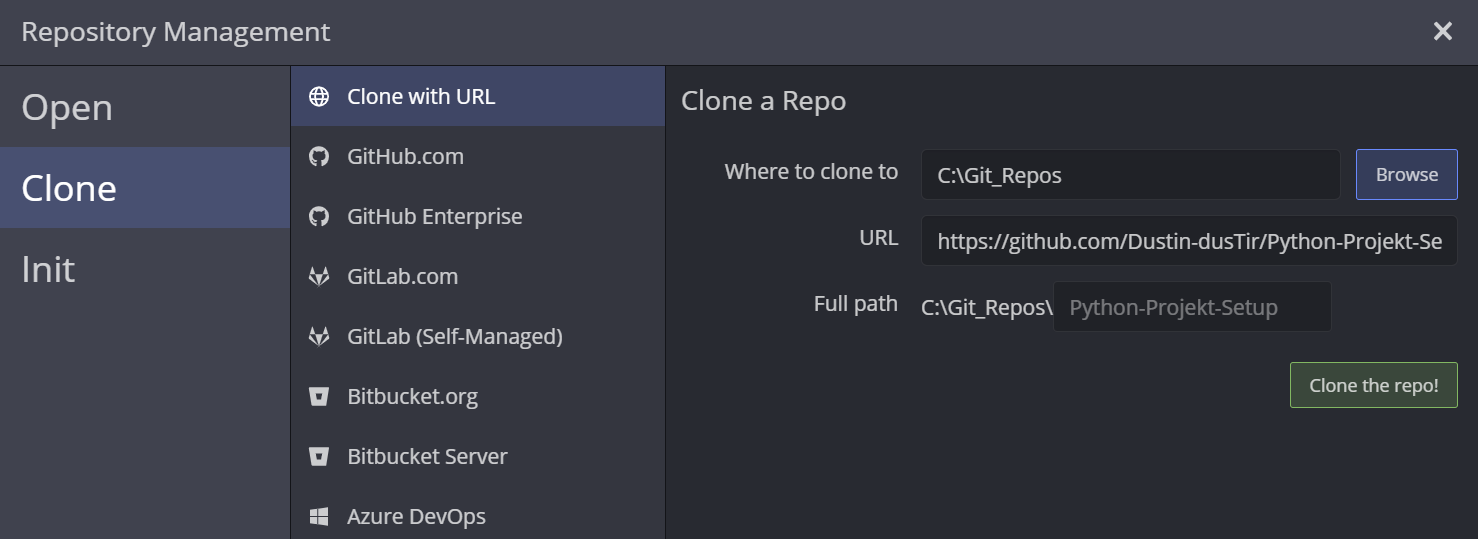 Repository Management
Open
Clone
Init
Clone with URL
GitHub.com
GitHub Enterprise
GitLab.com
GitLab (Self-Managed)
Bitbucket.org
Bitbucket Server
Azure DevOps
Clone a Repo
Where to clone to C:\Git_Repos Browse
URL https://github.com/Dustin-dusTir/Python-Projekt-Se
Full path C:\Git_Repos\ Python-Projekt-Setup
Clone the repo!